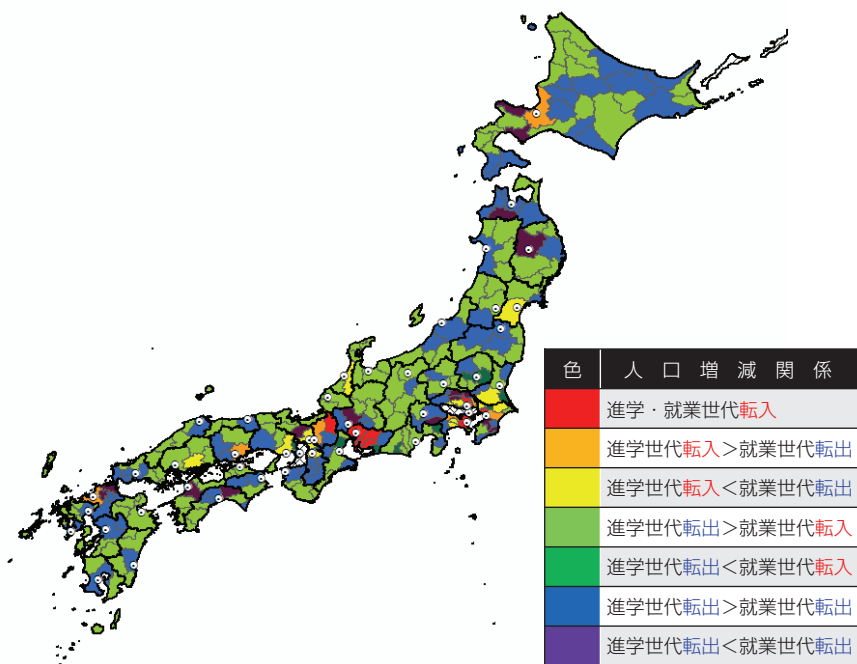 色 人口増減関係
進学・就業世代転入
進学世代転入＞就業世代転出
進学世代転入＜就業世代転出
進学世代転出＞就業世代転入
進学世代転出＜就業世代転入
進学世代転出＞就業世代転出
進学世代転出＜就業世代転出